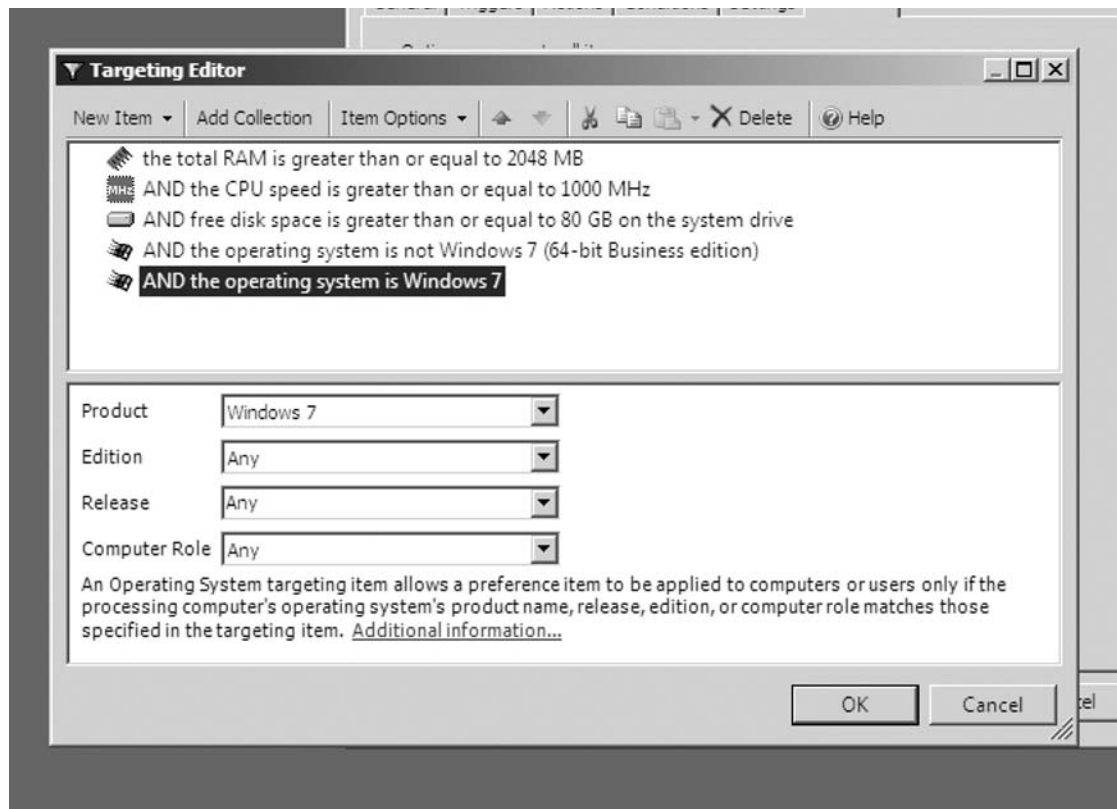 Targeting Editor
New Item Add Collection Item Options Delete Help
the total RAM is greater than or equal to 2048 MB
MHz AND the CPU speed is greater than or equal to 1000 MHz
AND free disk space is greater than or equal to 80 GB on the system drive
AND the operating system is not Windows 7 (64-bit Business edition)
AND the operating system is Windows 7
Product Windows 7
Edition Any
Release Any
Computer Role Any
An Operating System targeting item allows a preference item to be applied to computers or users only if the
processing computer's operating system's product name, release, edition, or computer role matches those
specified in the targeting item. Additional information...
OK Cancel